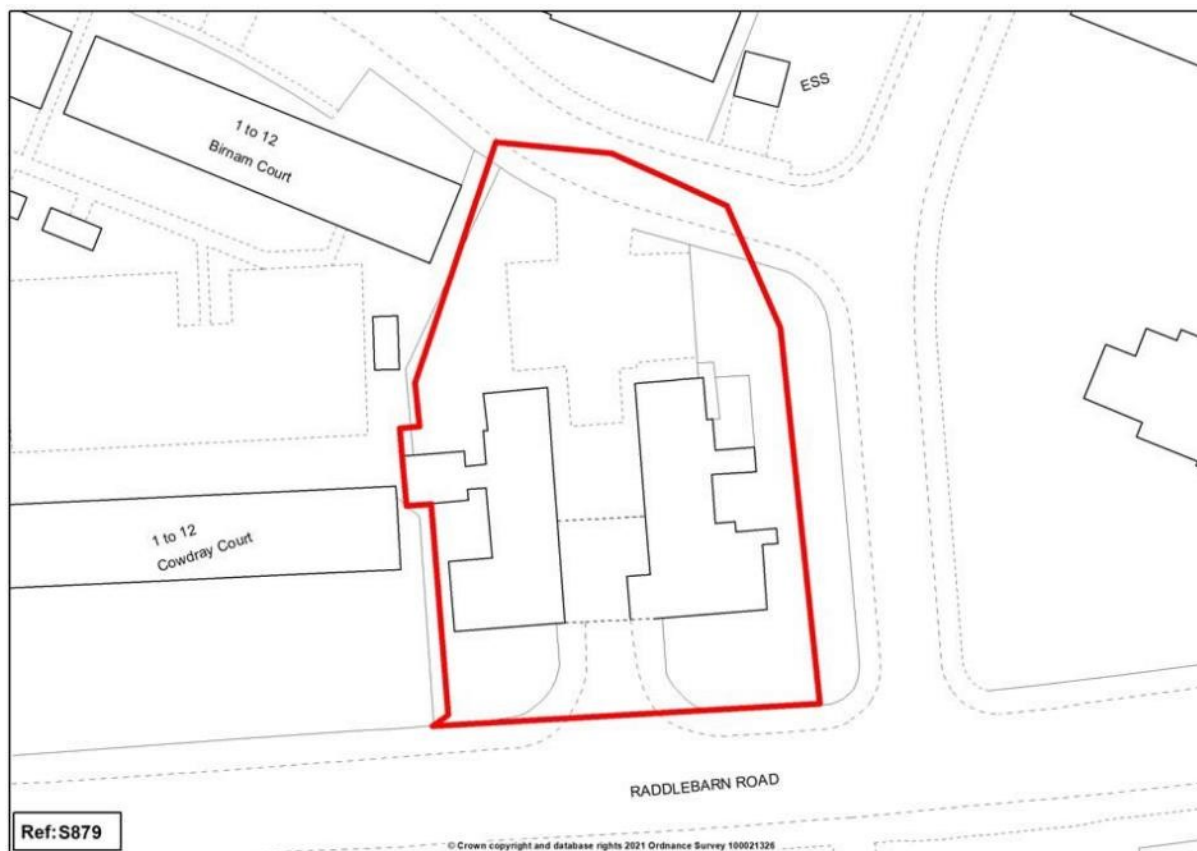 ESS
1 to 12
Birnam Court
1 to 12
Cowdray Court
RADDLEBARN ROAD
Ref:S879
© Crown copyright and database rights 2021 Ordnance Survey 100021326